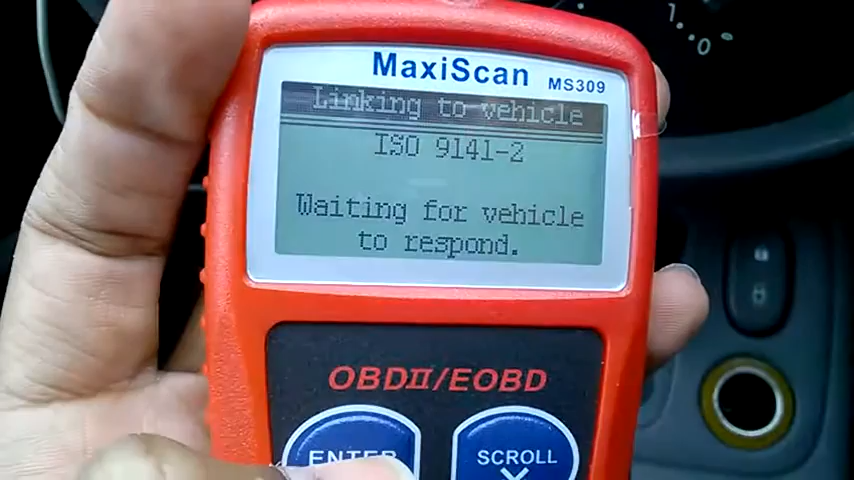 MaxiScan MS309
Linking to vehicle
ISO 9141-2
Waiting for vehicle
to respond.
OBDII/EOBD
ENTER
SCROLL